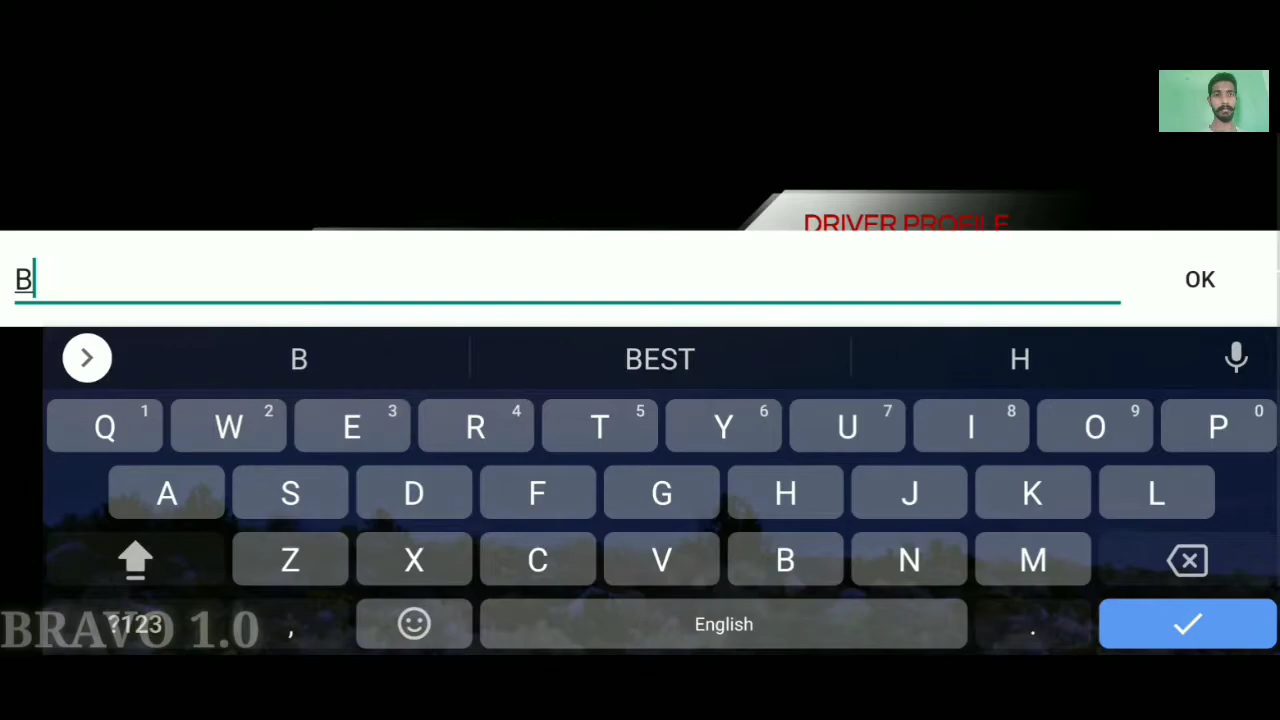 DRIVER PROFILE
B
OK
B BEST H
Q 1 W 2 E 3 R 4 T 5 Y 6 U 7 I 8 O 9 P 0
A S D F G H J K L
Z X C V B N M
?123 , English .
BRAVO 1.0